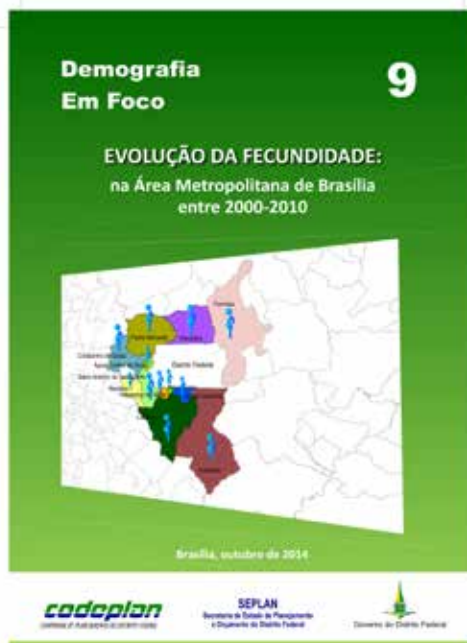 Demografia
Em Foco
9
EVOLUÇÃO DA FECUNDIDADE:
na Área Metropolitana de Brasília
entre 2000-2010
Formosa
Distrito Federal
Brasília, outubro de 2014
codeplan
SEPLAN
Secretaria de Estado de Planejamento
e Orçamento do Distrito Federal
Governo do Distrito Federal